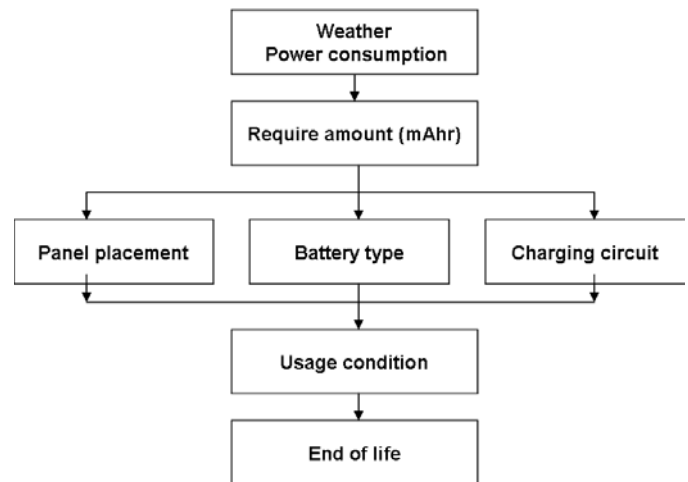 Weather
Power consumption
Require amount (mAhr)
Panel placement
Battery type
Charging circuit
Usage condition
End of life